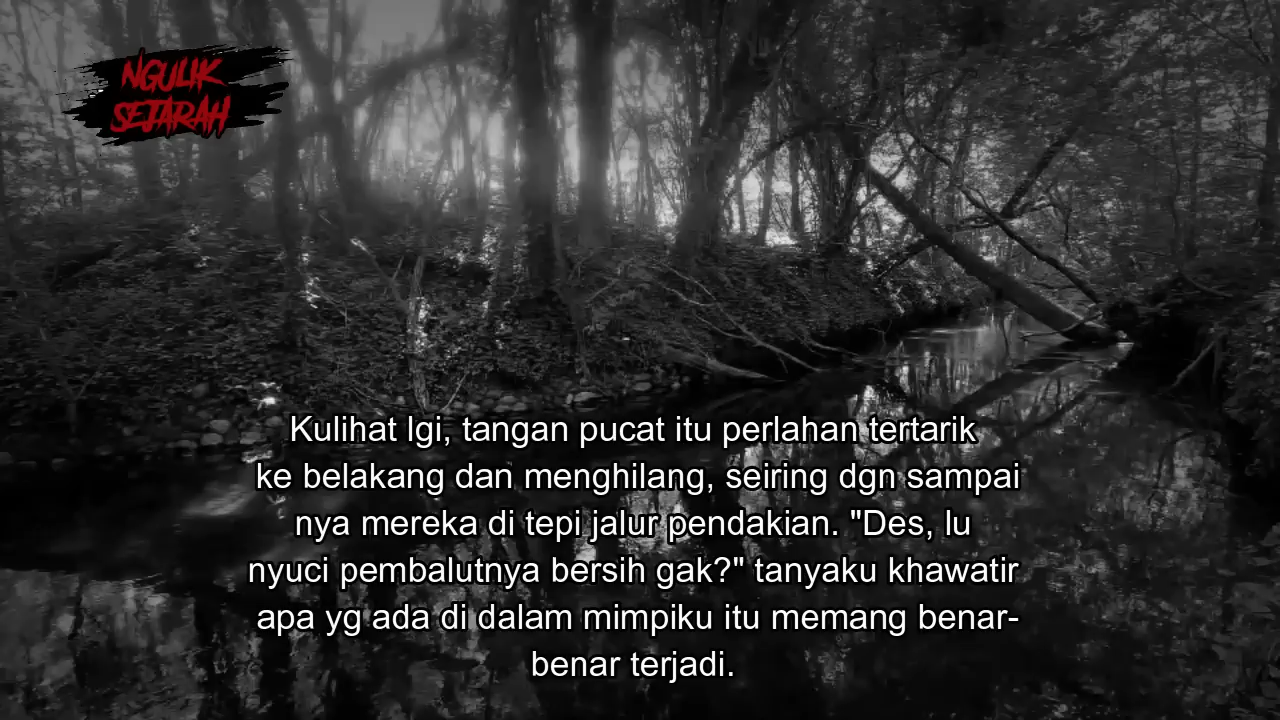 NGULIK
SEJARAH
Kulihat lgi, tangan pucat itu perlahan tertarik
ke belakang dan menghilang, seiring dgn sampai
nya mereka di tepi jalur pendakian. "Des, lu
nyuci pembalutnya bersih gak?" tanyaku khawatir
apa yg ada di dalam mimpiku itu memang benar-
benar terjadi.